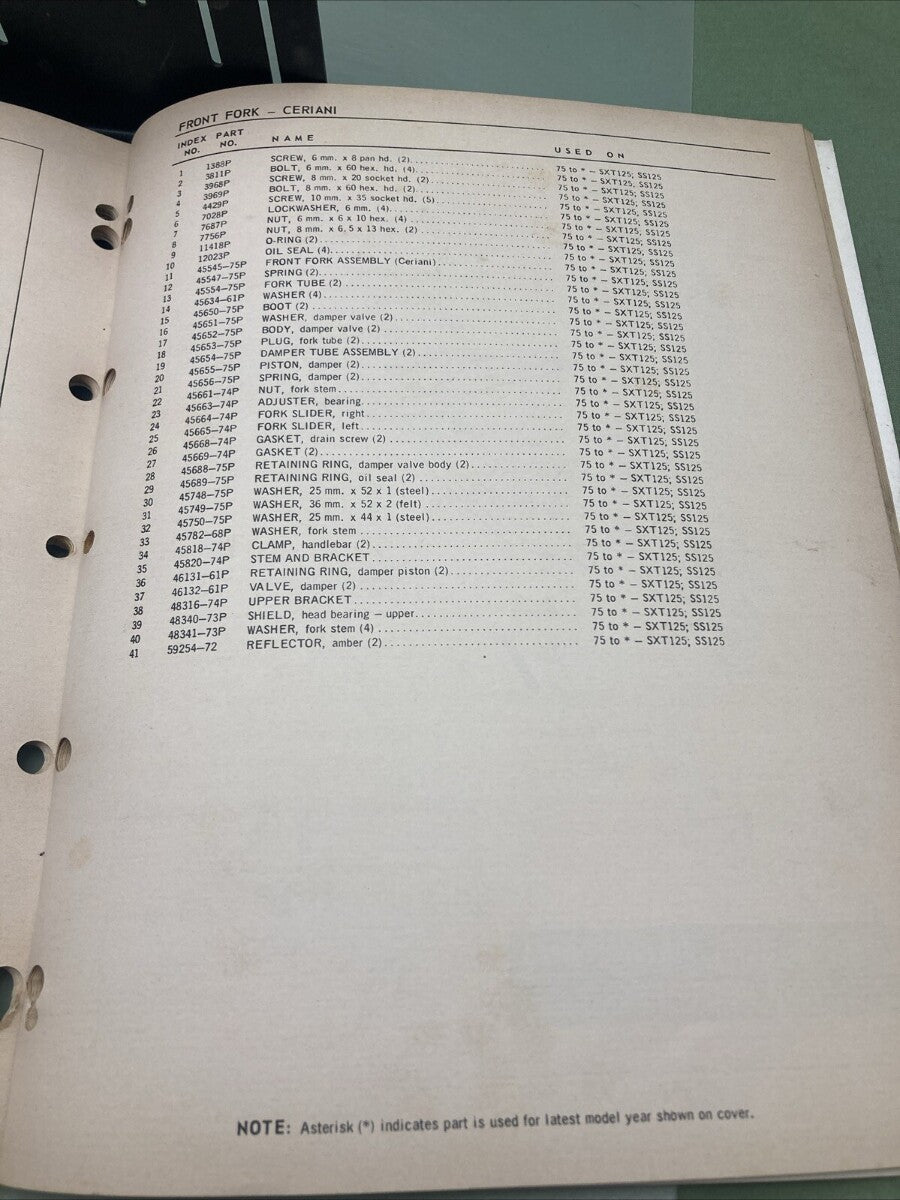 FRONT FORK – CERIANI
INDEX NO. PART NO. NAME USED ON
1 1388P SCREW, 6 mm. x 8 pan hd. (2) 75 to * – SXT125; SS125
2 3811P BOLT, 6 mm. x 60 hex. hd. (4) 75 to * – SXT125; SS125
3 3968P SCREW, 8 mm. x 20 socket hd. (2) 75 to * – SXT125; SS125
4 3969P BOLT, 8 mm. x 60 hex. hd. (2) 75 to * – SXT125; SS125
5 4429P SCREW, 10 mm. x 35 socket hd. (5) 75 to * – SXT125; SS125
6 7028P LOCKWASHER, 6 mm. (4) 75 to * – SXT125; SS125
7 7687P NUT, 6 mm. x 6 x 10 hex. (4) 75 to * – SXT125; SS125
8 7756P NUT, 8 mm. x 6.5 x 13 hex. (2) 75 to * – SXT125; SS125
9 11418P O-RING (2) 75 to * – SXT125; SS125
10 12023P OIL SEAL (4) 75 to * – SXT125; SS125
11 45545–75P FRONT FORK ASSEMBLY (Ceriani) 75 to * – SXT125; SS125
12 45547–75P SPRING (2) 75 to * – SXT125; SS125
13 45554–75P FORK TUBE (2) 75 to * – SXT125; SS125
14 45634–61P WASHER (4) 75 to * – SXT125; SS125
15 45650–75P BOOT (2) 75 to * – SXT125; SS125
16 45651–75P WASHER, damper valve (2) 75 to * – SXT125; SS125
17 45652–75P BODY, damper valve (2) 75 to * – SXT125; SS125
18 45653–75P PLUG, fork tube (2) 75 to * – SXT125; SS125
19 45654–75P DAMPER TUBE ASSEMBLY (2) 75 to * – SXT125; SS125
20 45655–75P PISTON, damper (2) 75 to * – SXT125; SS125
21 45656–75P SPRING, damper (2) 75 to * – SXT125; SS125
22 45661–74P NUT, fork stem 75 to * – SXT125; SS125
23 45663–74P ADJUSTER, bearing 75 to * – SXT125; SS125
24 45664–74P FORK SLIDER, right 75 to * – SXT125; SS125
25 45665–74P FORK SLIDER, left 75 to * – SXT125; SS125
26 45668–74P GASKET, drain screw (2) 75 to * – SXT125; SS125
27 45669–74P GASKET (2) 75 to * – SXT125; SS125
28 45688–75P RETAINING RING, damper valve body (2) 75 to * – SXT125; SS125
29 45689–75P RETAINING RING, oil seal (2) 75 to * – SXT125; SS125
30 45748–75P WASHER, 25 mm. x 52 x 1 (steel) 75 to * – SXT125; SS125
31 45749–75P WASHER, 36 mm. x 52 x 2 (felt) 75 to * – SXT125; SS125
32 45750–75P WASHER, 25 mm. x 44 x 1 (steel) 75 to * – SXT125; SS125
33 45782–68P WASHER, fork stem 75 to * – SXT125; SS125
34 45818–74P CLAMP, handlebar (2) 75 to * – SXT125; SS125
35 45820–74P STEM AND BRACKET 75 to * – SXT125; SS125
36 46131–61P RETAINING RING, damper piston (2) 75 to * – SXT125; SS125
37 46132–61P VALVE, damper (2) 75 to * – SXT125; SS125
38 48316–74P UPPER BRACKET 75 to * – SXT125; SS125
39 48340–73P SHIELD, head bearing – upper 75 to * – SXT125; SS125
40 48341–73P WASHER, fork stem (4) 75 to * – SXT125; SS125
41 59254–72 REFLECTOR, amber (2) 75 to * – SXT125; SS125
NOTE: Asterisk (*) indicates part is used for latest model year shown on cover.